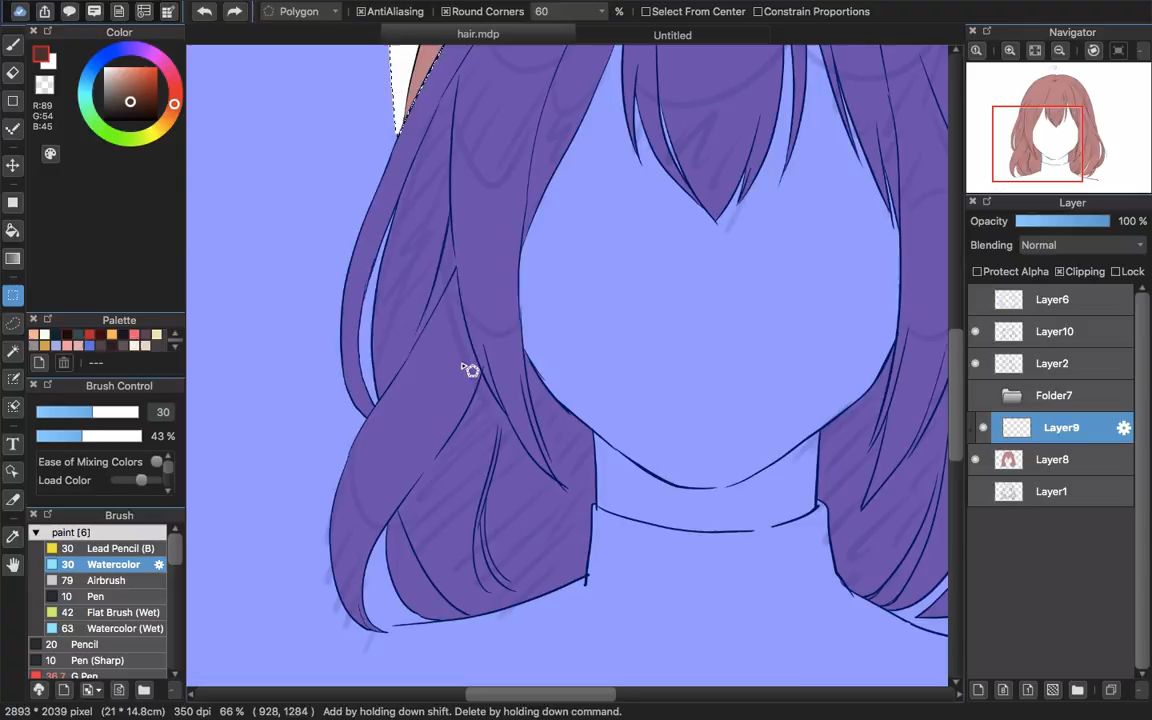 Polygon
AntiAliasing
Round Corners
60
%
Select From Center
Constrain Proportions
Color
hair.mdp
Untitled
Navigator
R:89
G:54
B:45
Layer
Opacity
100 %
Blending
Normal
Protect Alpha
Clipping
Lock
Palette
---
Brush Control
30
43 %
Ease of Mixing Colors
Load Color
Layer6
Layer10
Layer2
Folder7
Layer9
Layer8
Layer1
Brush
paint [6]
30 Lead Pencil (B)
30 Watercolor
79 Airbrush
10 Pen
42 Flat Brush (Wet)
63 Watercolor (Wet)
20 Pencil
10 Pen (Sharp)
36.7 G Pen
2893 * 2039 pixel (21 * 14.8cm) 350 dpi 66 % ( 928, 1284 ) Add by holding down shift. Delete by holding down command.